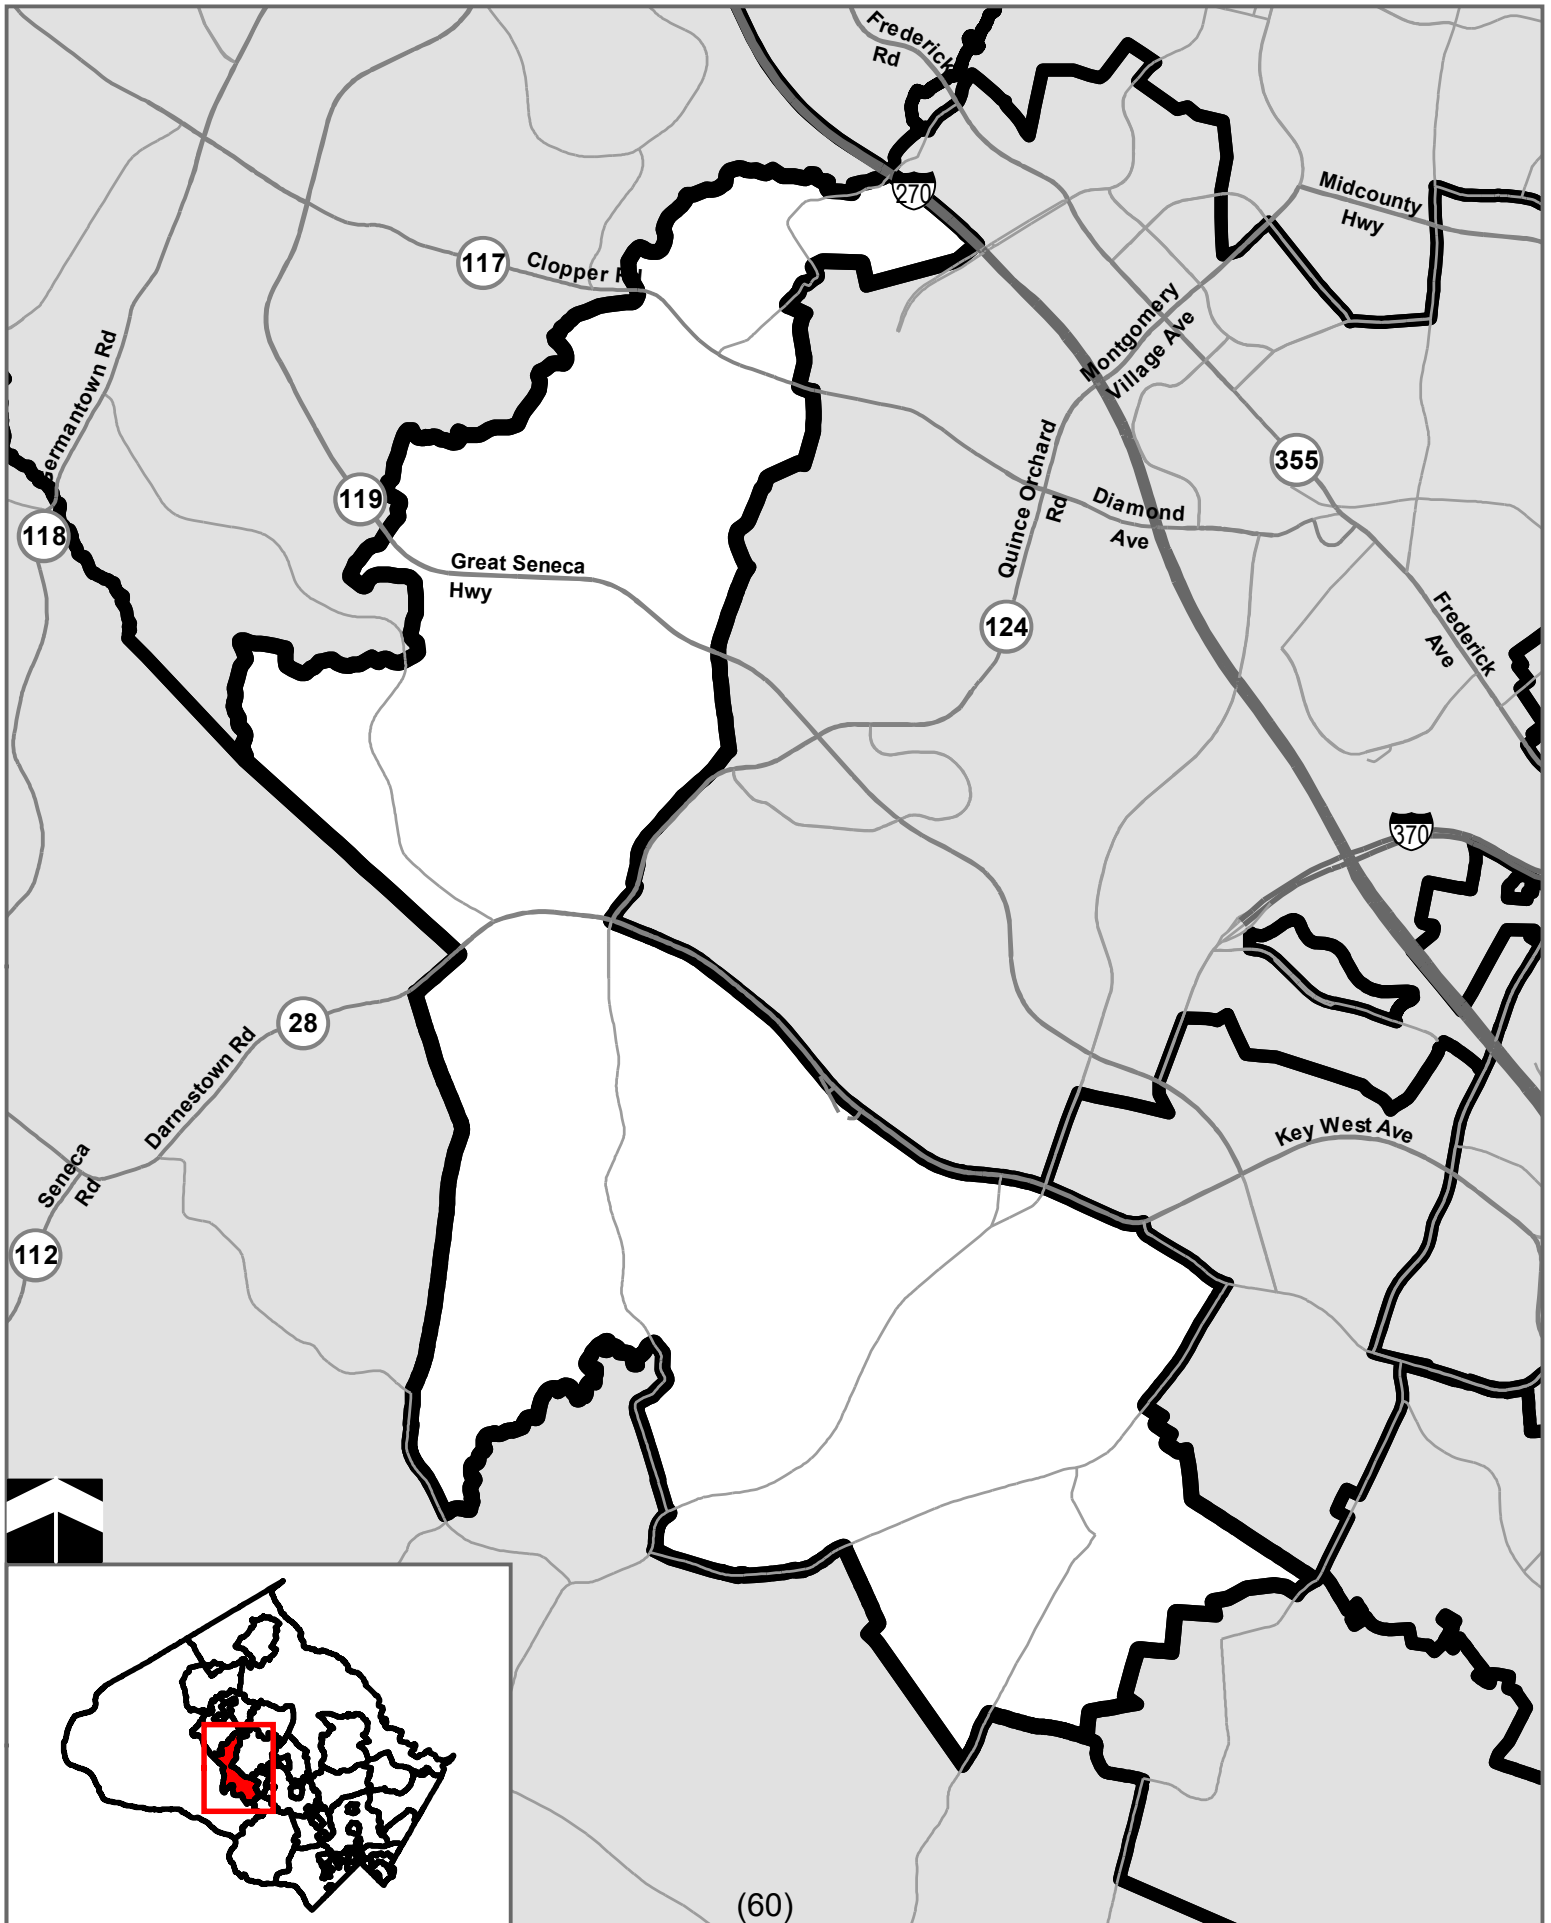 Frederick
Rd
270
Midcounty
Hwy
117
Clopper Rd
Montgomery
Village Ave
Germantown Rd
Quince Orchard
Rd
355
119
Diamond
Ave
118
Great Seneca
Hwy
124
Frederick
Ave
370
28
Darnestown Rd
Key West Ave
Seneca
Rd
112
(60)